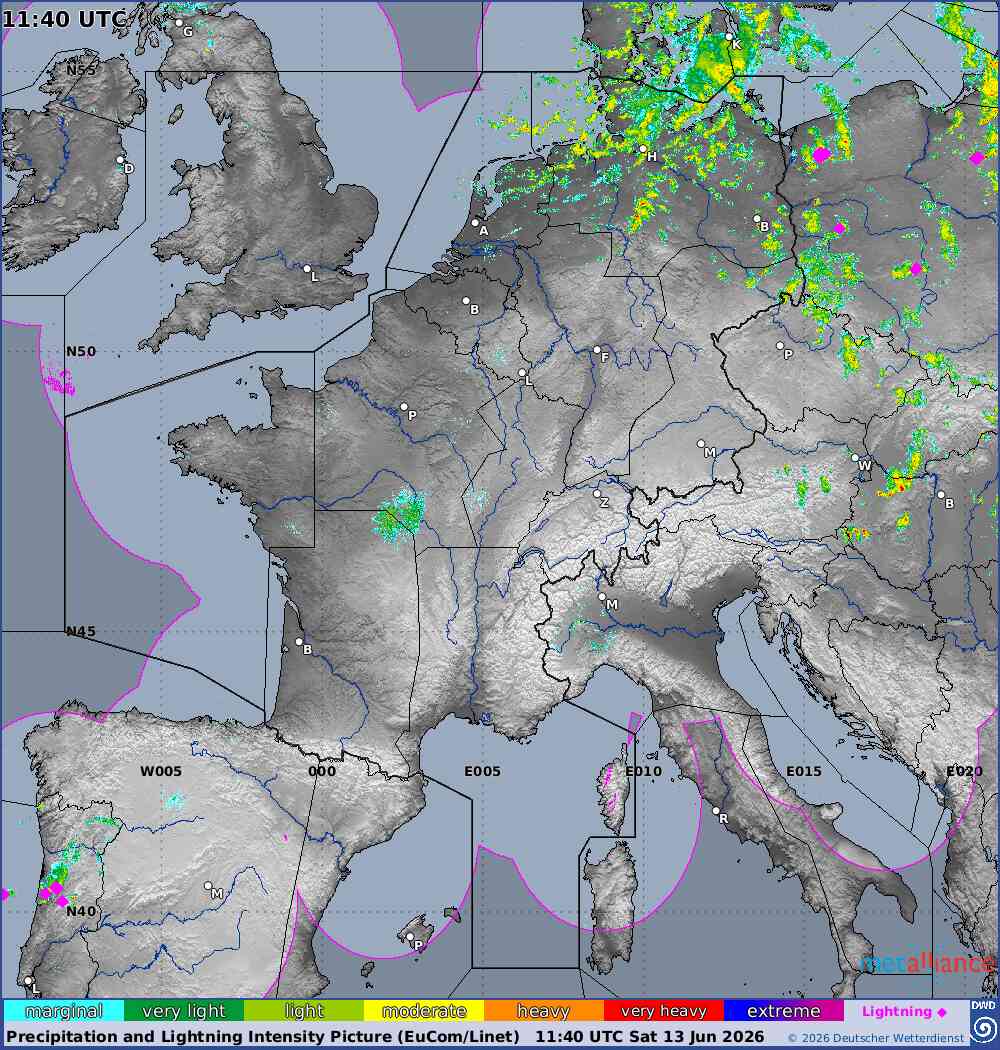 11:40 UTC
G
K
N55
H
D
A
B
L
B
N50
P
F
L
P
M
W
Z
B
M
N45
B
W005
000
E005
E010
E015
E020
R
M
N40
P
L
metalliance
marginal
very light
light
moderate
heavy
very heavy
extreme
Lightning
DWD
Precipitation and Lightning Intensity Picture (EuCom/Linet) 11:40 UTC Sat 13 Jun 2026
© 2026 Deutscher Wetterdienst